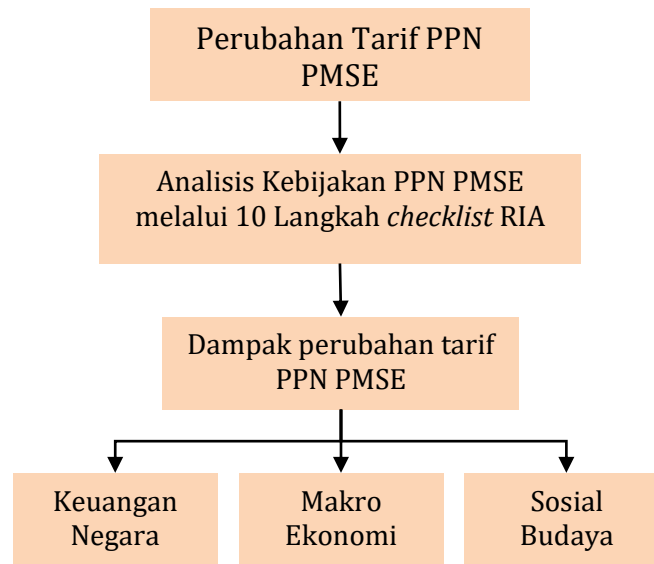 Perubahan Tarif PPN
PMSE
Analisis Kebijakan PPN PMSE
melalui 10 Langkah checklist RIA
Dampak perubahan tarif
PPN PMSE
Keuangan
Negara
Makro
Ekonomi
Sosial
Budaya